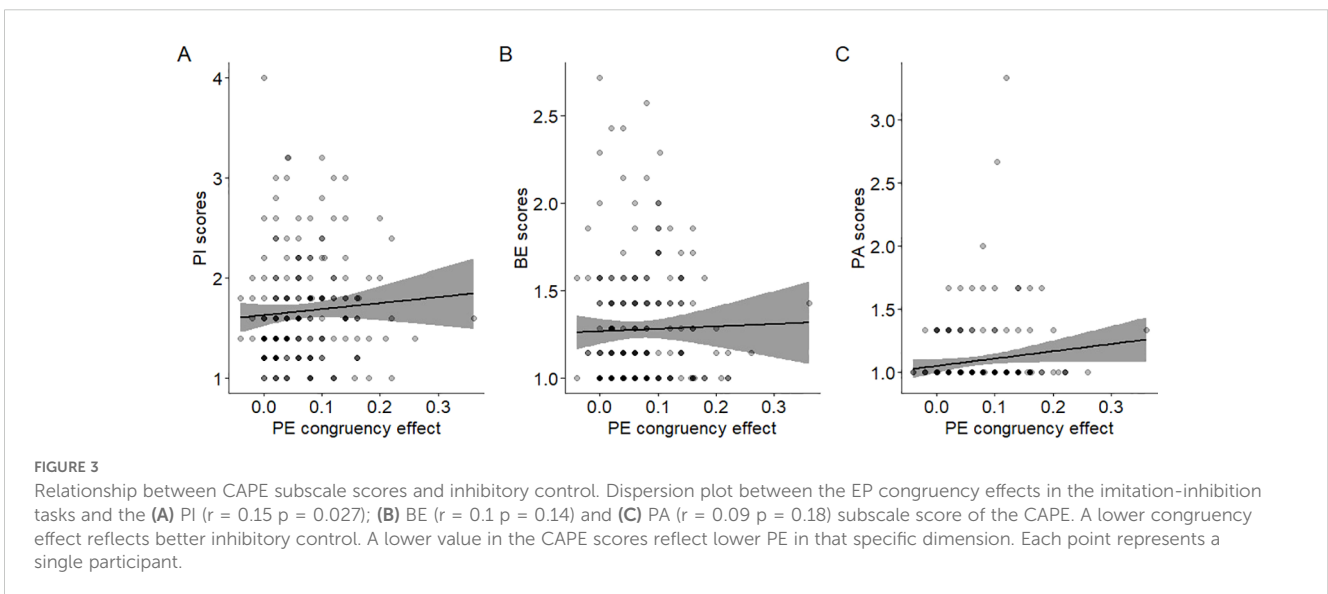 A
PI scores
4
3
2
1
0.0 0.1 0.2 0.3
PE congruency effect
B
BE scores
2.5
2.0
1.5
1.0
0.0 0.1 0.2 0.3
PE congruency effect
C
PA scores
3.0
2.5
2.0
1.5
1.0
0.0 0.1 0.2 0.3
PE congruency effect
FIGURE 3
Relationship between CAPE subscale scores and inhibitory control. Dispersion plot between the EP congruency effects in the imitation-inhibition
tasks and the (A) PI (r = 0.15 p = 0.027); (B) BE (r = 0.1 p = 0.14) and (C) PA (r = 0.09 p = 0.18) subscale score of the CAPE. A lower congruency
effect reflects better inhibitory control. A lower value in the CAPE scores reflect lower PE in that specific dimension. Each point represents a
single participant.